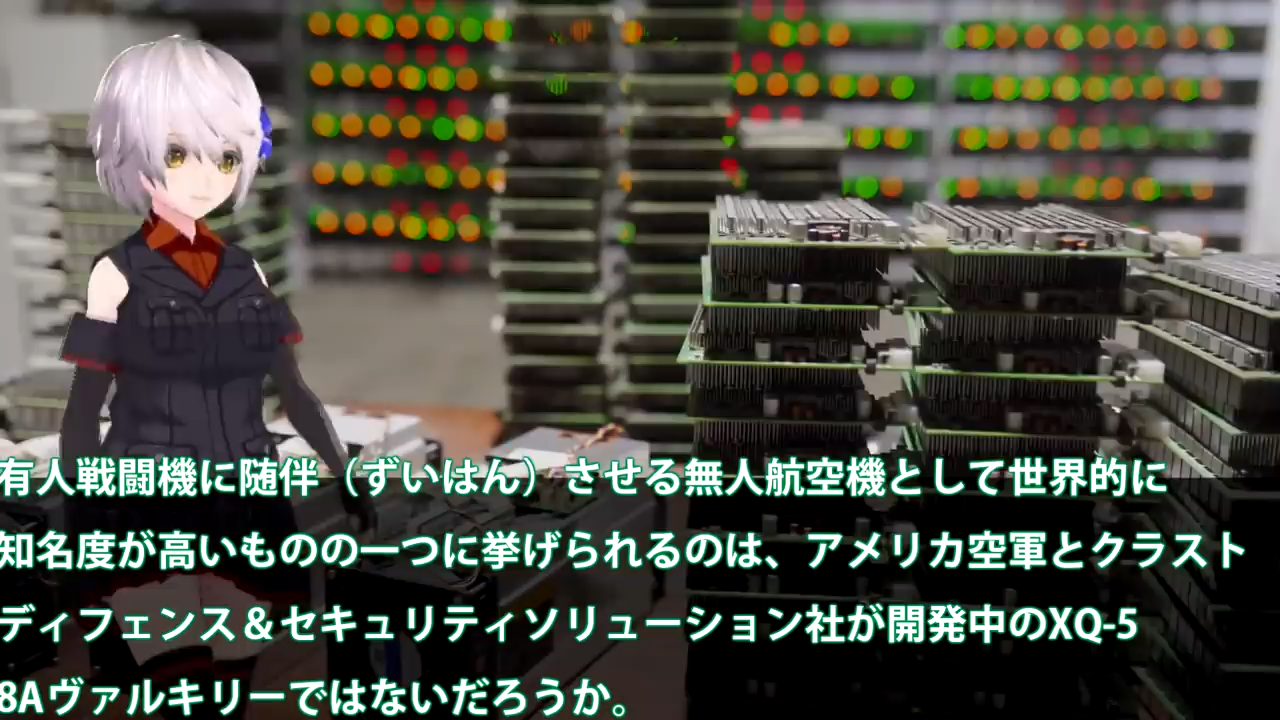 有人戦闘機に随伴（ずいはん）させる無人航空機として世界的に
知名度が高いものの一つに挙げられるのは、アメリカ空軍とクラスト
ディフェンス＆セキュリティソリューション社が開発中のXQ-5
8Aヴァルキリーではないだろうか。